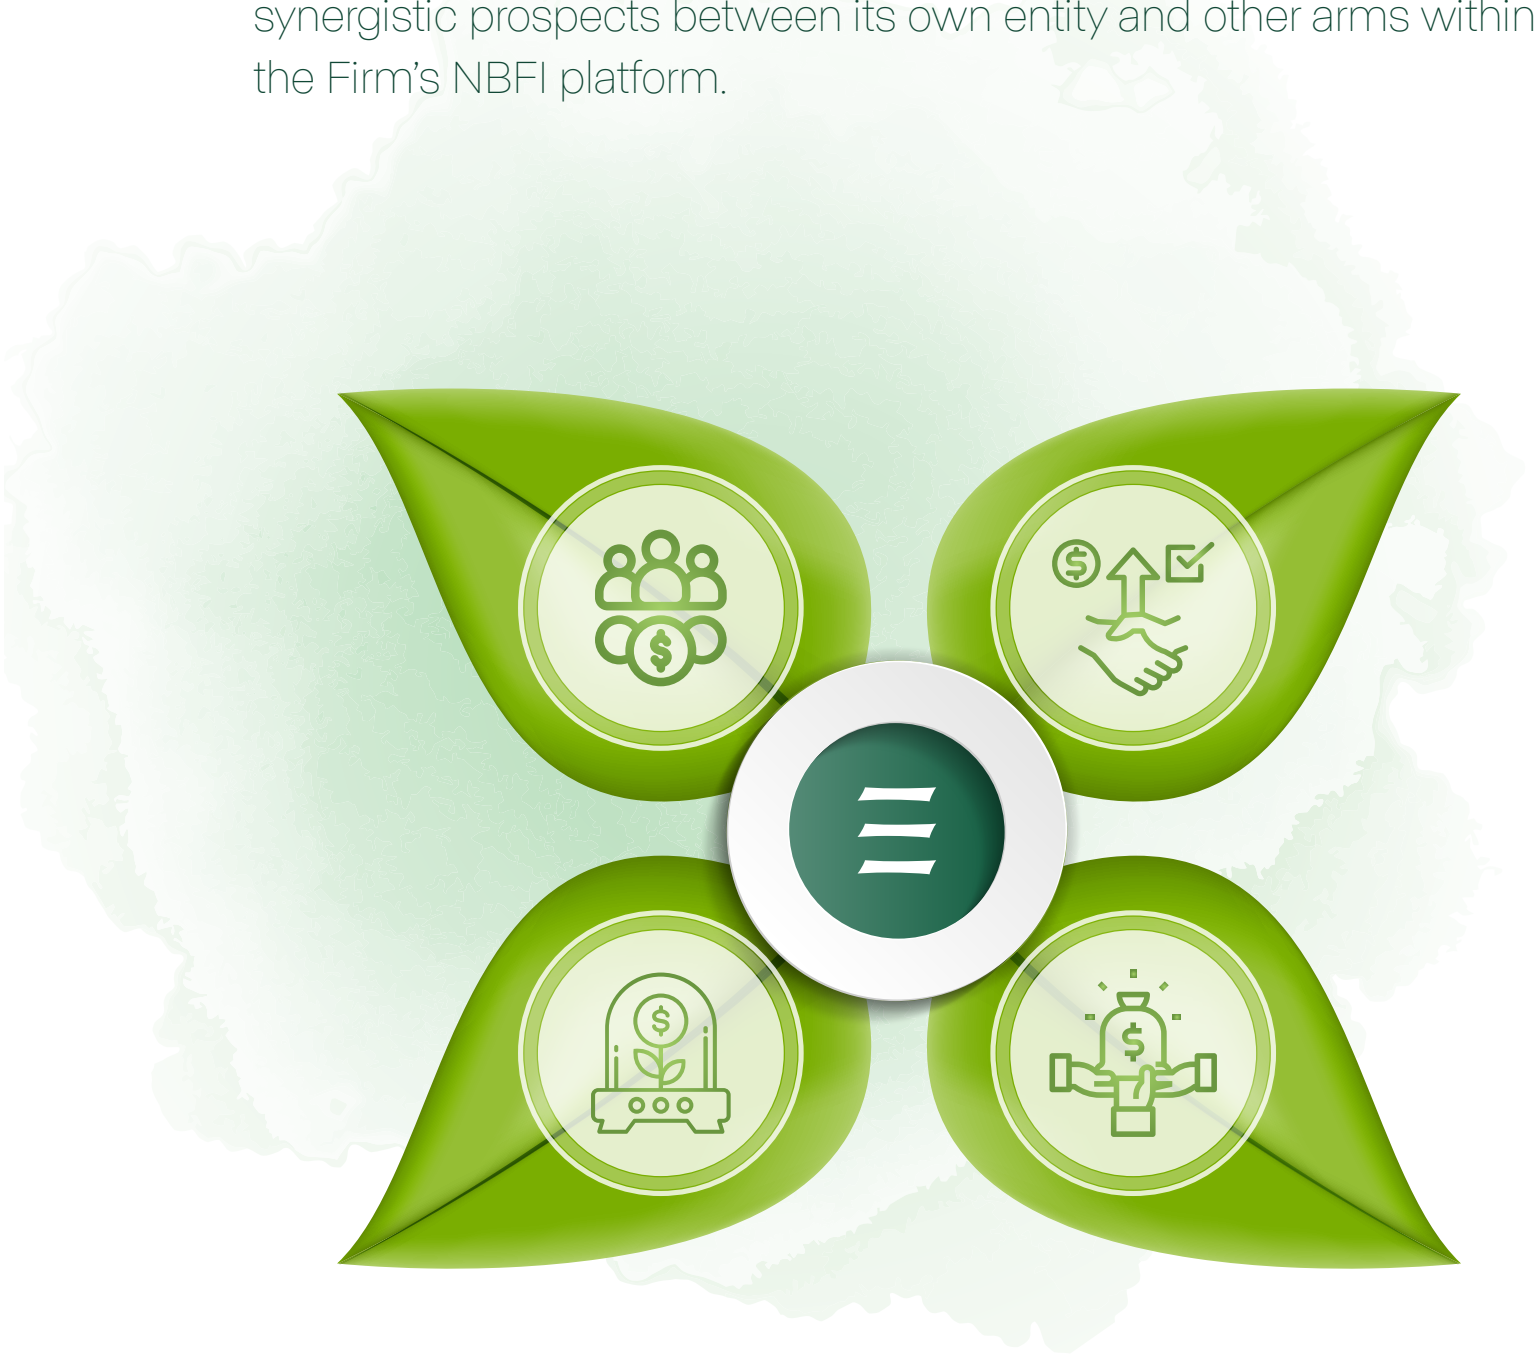 synergistic prospects between its own entity and other arms within
the Firm’s NBFI platform.